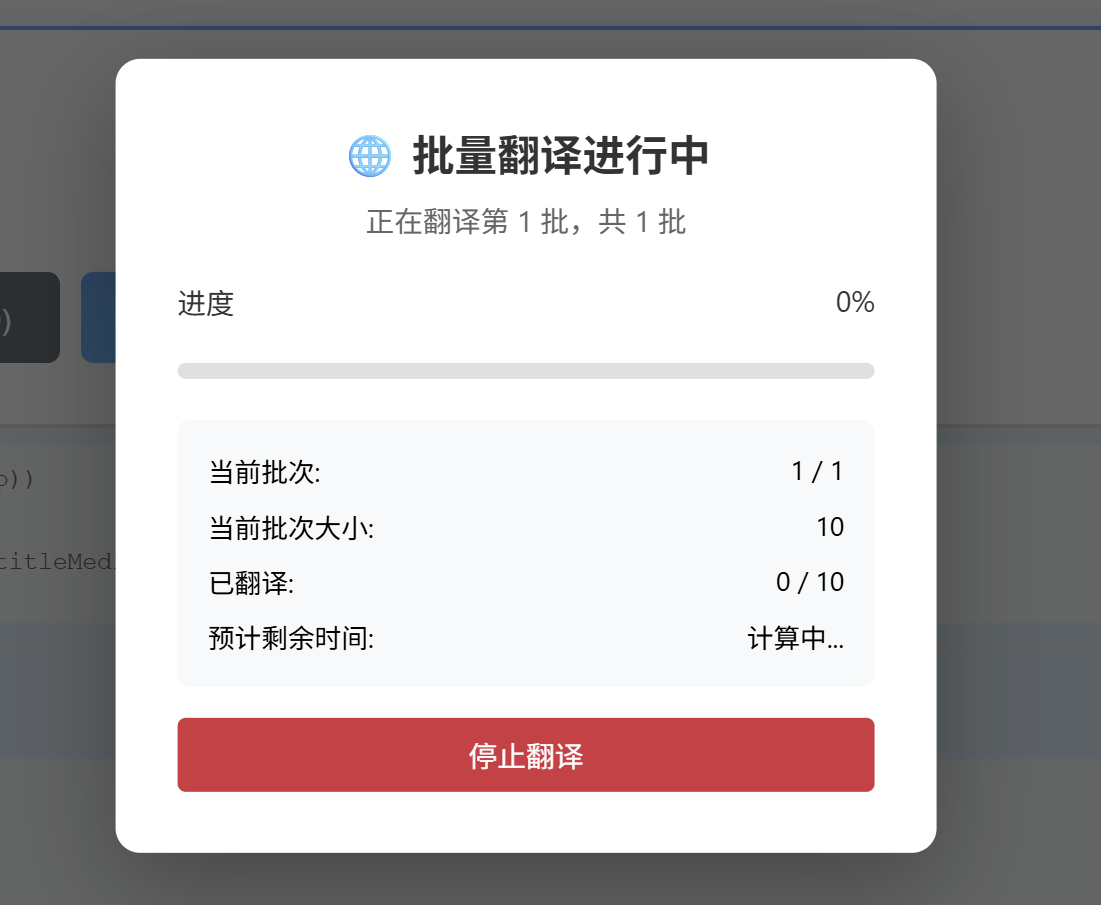 批量翻译进行中
正在翻译第 1 批，共 1 批
)
进度 0%
当前批次: 1 / 1
p))
当前批次大小: 10
titleMed
已翻译: 0 / 10
预计剩余时间: 计算中...
停止翻译